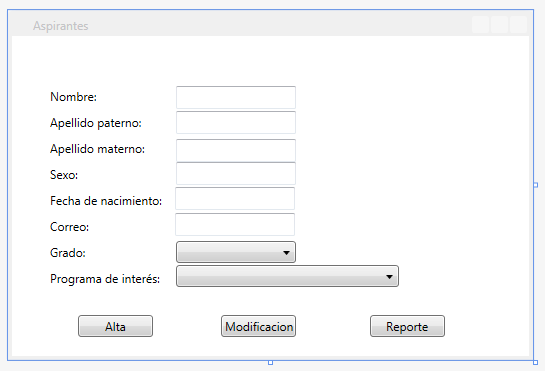 Aspirantes
Nombre:
Apellido paterno:
Apellido materno:
Sexo:
Fecha de nacimiento:
Correo:
Grado:
Programa de interés:
Alta
Modificacion
Reporte